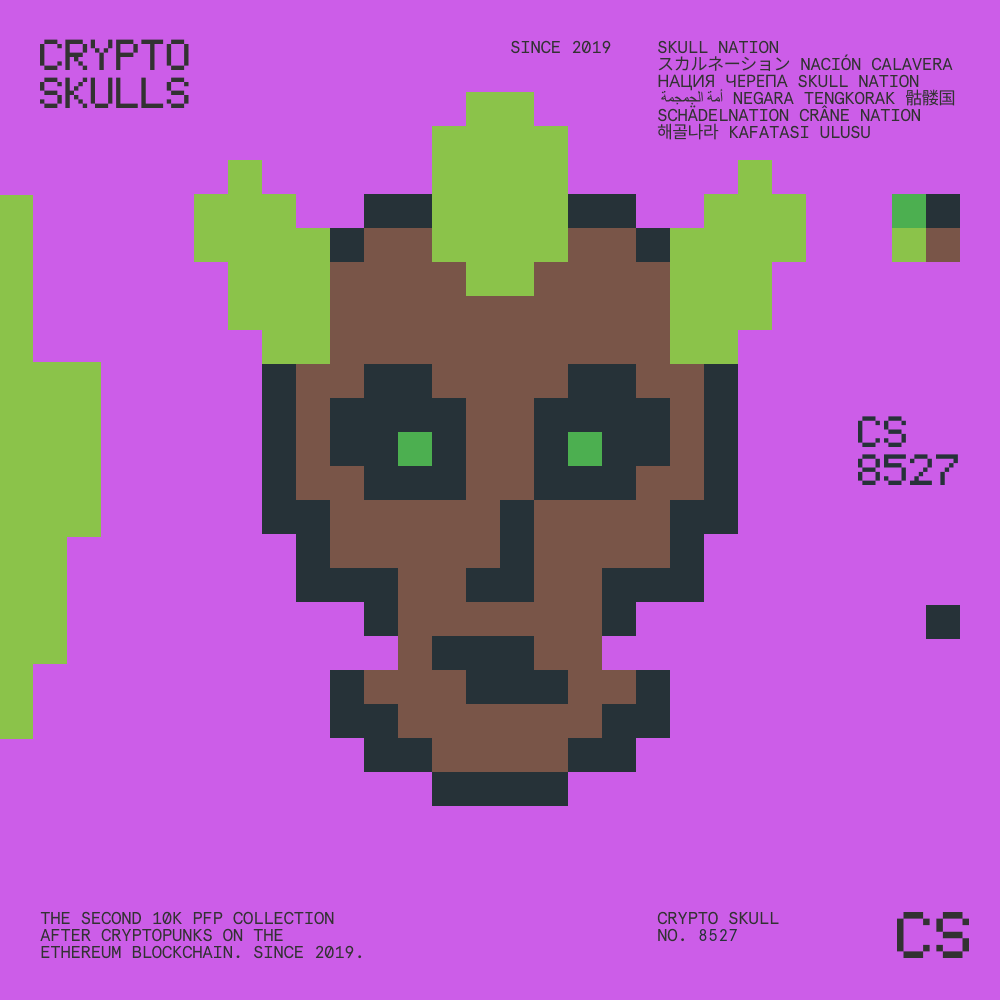 CRYPTO
SKULLS
SINCE 2019
SKULL NATION
スカルネーション NACIÓN CALAVERA
НАЦИЯ ЧЕРЕПА SKULL NATION
أمة الجمجمة NEGARA TENGKORAK 骷髅国
SCHÄDELNATION CRÂNE NATION
해골나라 KAFATASI ULUSU
CS
8527
THE SECOND 10K PFP COLLECTION
AFTER CRYPTOPUNKS ON THE
ETHEREUM BLOCKCHAIN. SINCE 2019.
CRYPTO SKULL
NO. 8527
CS